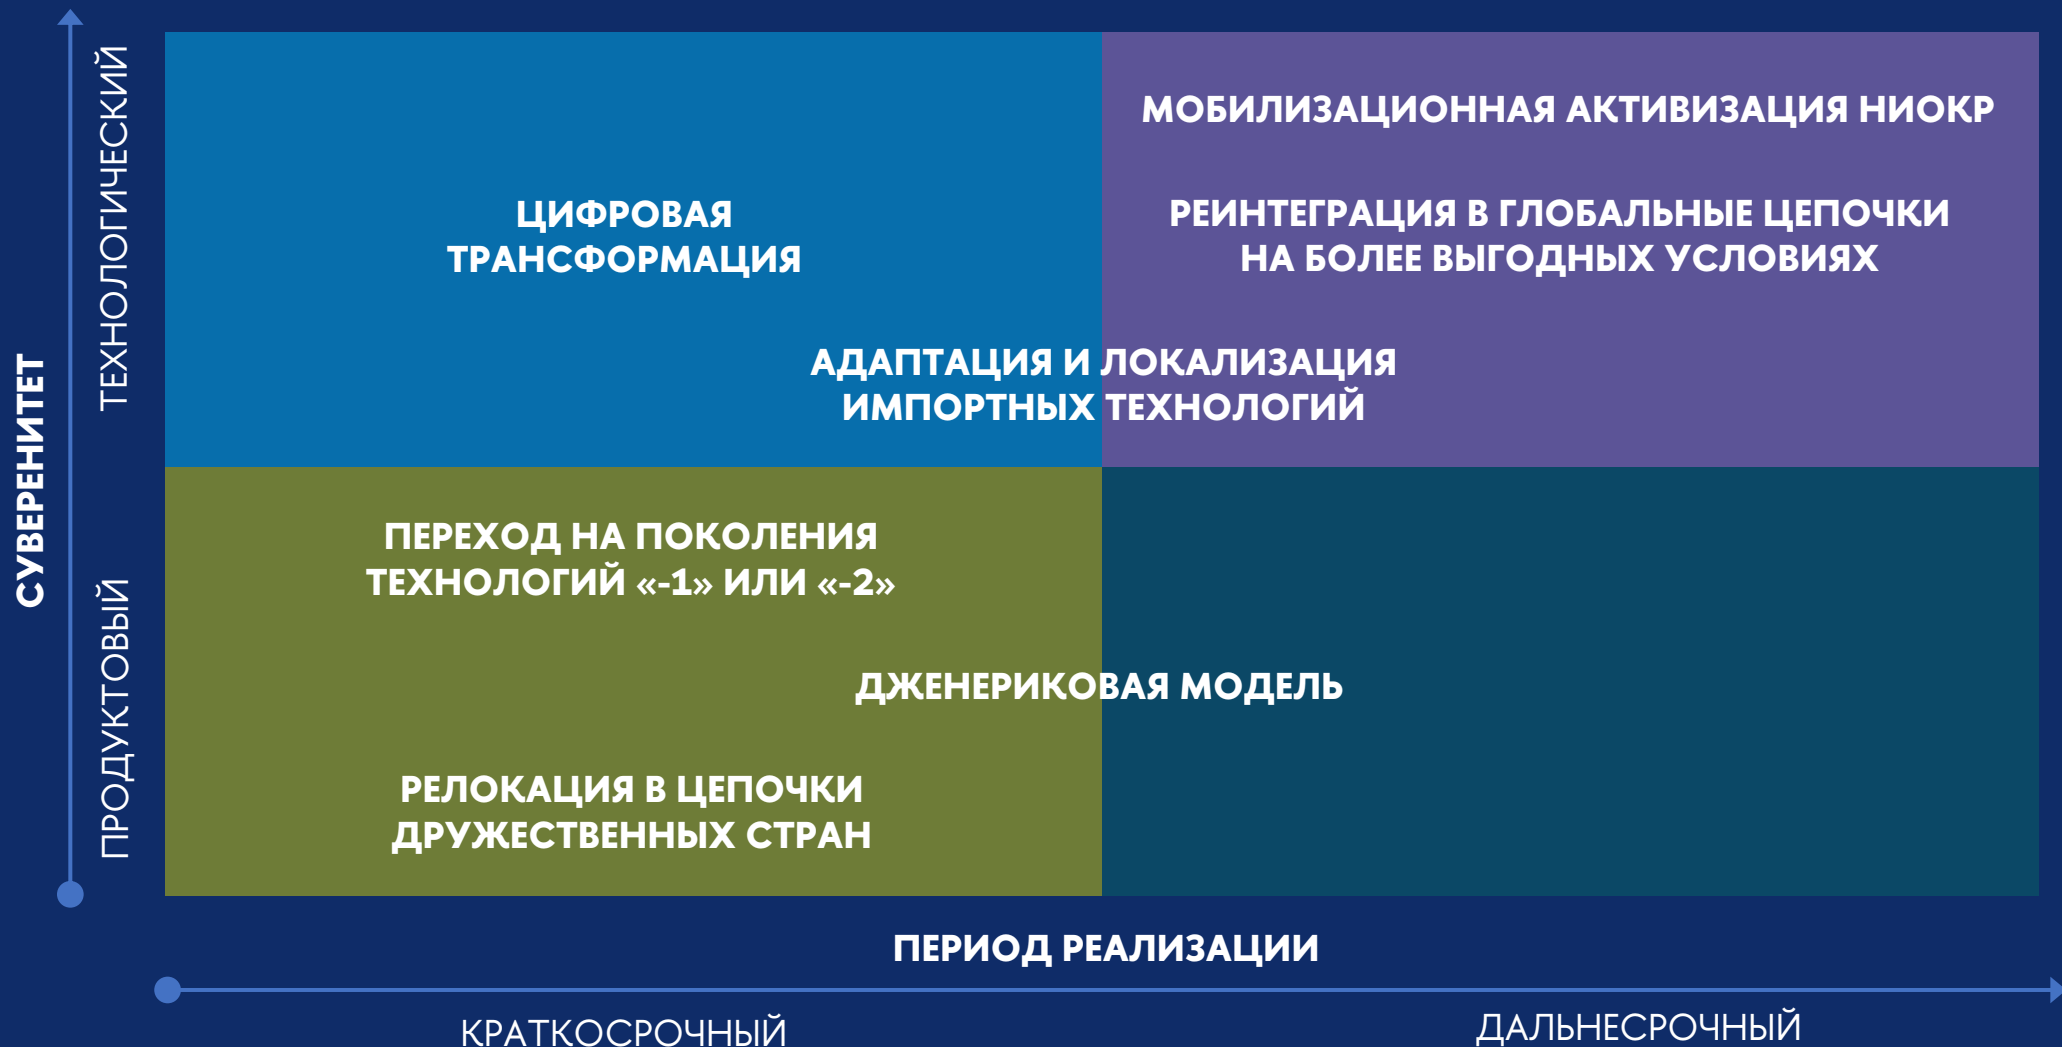 СУВЕРЕНИТЕТ
ТЕХНОЛОГИЧЕСКИЙ
ПРОДУКТОВЫЙ
ЦИФРОВАЯ
ТРАНСФОРМАЦИЯ
МОБИЛИЗАЦИОННАЯ АКТИВИЗАЦИЯ НИОКР
РЕИНТЕГРАЦИЯ В ГЛОБАЛЬНЫЕ ЦЕПОЧКИ
НА БОЛЕЕ ВЫГОДНЫХ УСЛОВИЯХ
АДАПТАЦИЯ И ЛОКАЛИЗАЦИЯ
ИМПОРТНЫХ ТЕХНОЛОГИЙ
ПЕРЕХОД НА ПОКОЛЕНИЯ
ТЕХНОЛОГИЙ «-1» ИЛИ «-2»
ДЖЕНЕРИКОВАЯ МОДЕЛЬ
РЕЛОКАЦИЯ В ЦЕПОЧКИ
ДРУЖЕСТВЕННЫХ СТРАН
ПЕРИОД РЕАЛИЗАЦИИ
КРАТКОСРОЧНЫЙ
ДАЛЬНЕСРОЧНЫЙ